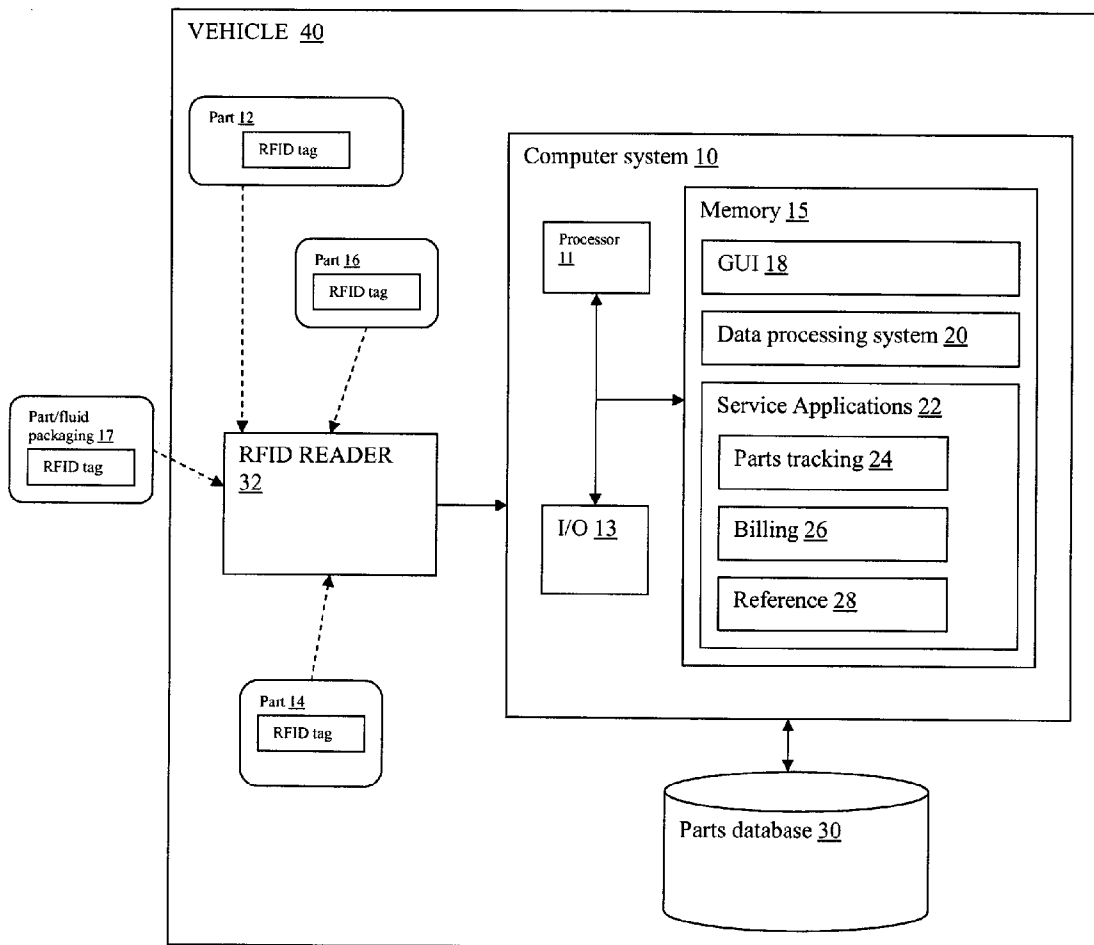 VEHICLE 40
Part 12
RFID tag
Part 16
RFID tag
Part/fluid
packaging 17
RFID tag
RFID READER
32
Part 14
RFID tag
Computer system 10
Processor
11
I/O 13
Memory 15
GUI 18
Data processing system 20
Service Applications 22
Parts tracking 24
Billing 26
Reference 28
Parts database 30